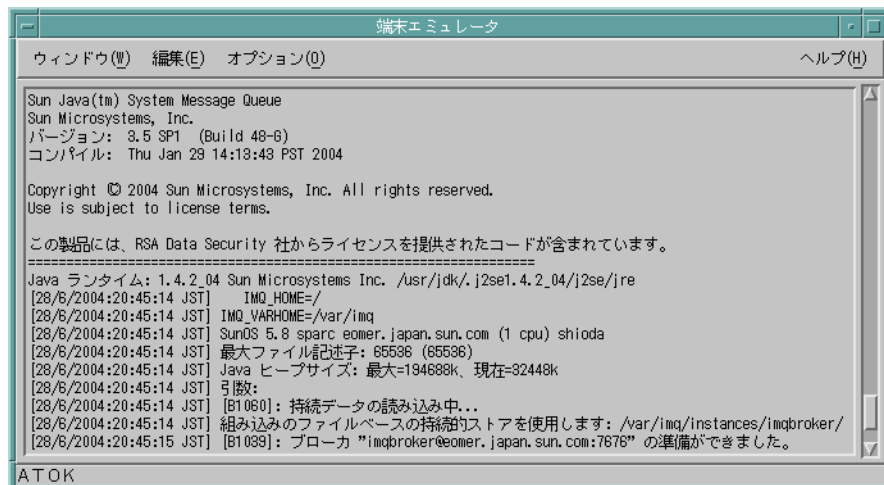 端末エミュレータ
ウィンドウ(W) 編集(E) オプション(O) ヘルプ(H)
Sun Java(tm) System Message Queue
Sun Microsystems, Inc.
バージョン: 3.5 SP1 (Build 48-G)
コンパイル: Thu Jan 29 14:13:43 PST 2004
Copyright © 2004 Sun Microsystems, Inc. All rights reserved.
Use is subject to license terms.
この製品には、RSA Data Security 社からライセンスを提供されたコードが含まれています。
================================================================
Java ランタイム: 1.4.2_04 Sun Microsystems Inc. /usr/jdk/.j2se1.4.2_04/j2se/jre
[28/6/2004:20:45:14 JST] IMQ_HOME=/
[28/6/2004:20:45:14 JST] IMQ_VARHOME=/var/imq
[28/6/2004:20:45:14 JST] SunOS 5.8 sparc eomer.japan.sun.com (1 cpu) shioda
[28/6/2004:20:45:14 JST] 最大ファイル記述子: 65536 (65536)
[28/6/2004:20:45:14 JST] Java ヒープサイズ: 最大=194688k、現在=32448k
[28/6/2004:20:45:14 JST] 引数:
[28/6/2004:20:45:14 JST] [B1060]: 持続データの読み込み中...
[28/6/2004:20:45:14 JST] 組み込みのファイルベースの持続的ストアを使用します: /var/imq/instances/imqbroker/
[28/6/2004:20:45:15 JST] [B1039]: ブローカ "imqbroker@eomer.japan.sun.com:7676" の準備ができました。
ATOK